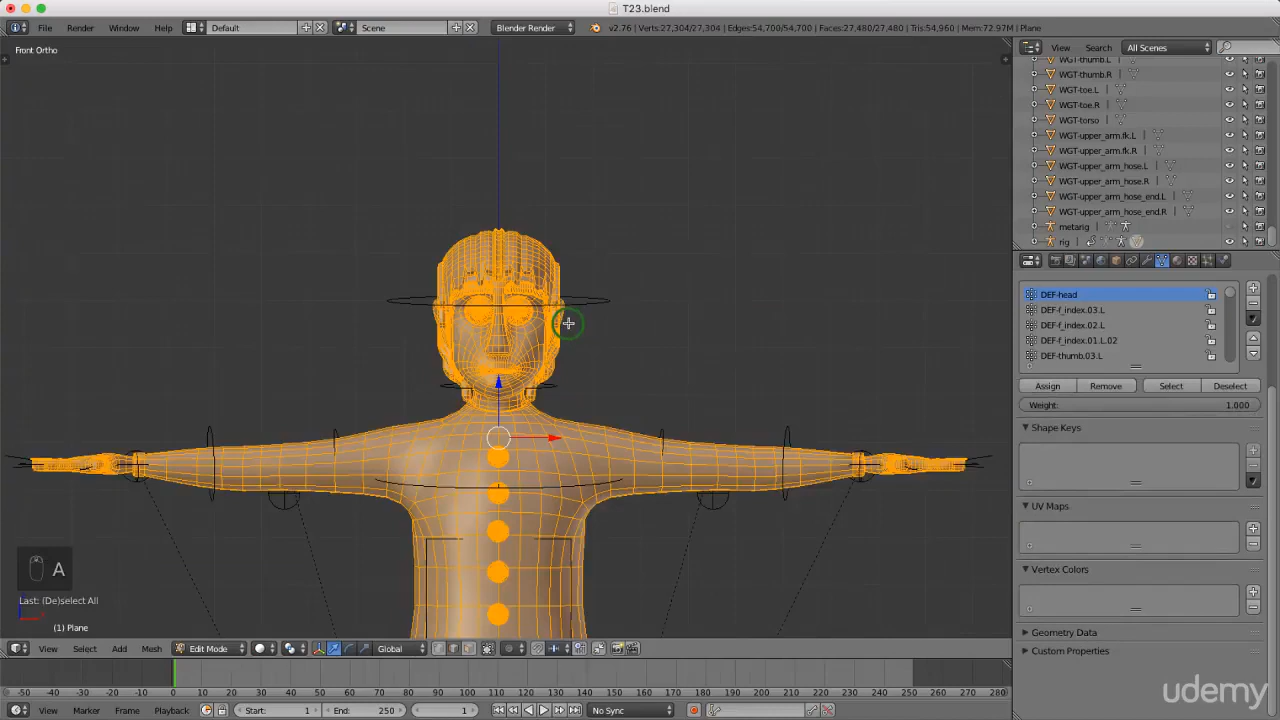 T23.blend
File Render Window Help Default Scene Blender Render v2.76 | Verts:27,304/27,304 | Edges:54,700/54,700 | Faces:27,480/27,480 | Tris:54,960 | Mem:72.97M | Plane
Front Ortho
View Search All Scenes
WGT-thumb.L
WGT-thumb.R
WGT-toe.L
WGT-toe.R
WGT-torso
WGT-upper_arm.fk.L
WGT-upper_arm.fk.R
WGT-upper_arm_hose.L
WGT-upper_arm_hose.R
WGT-upper_arm_hose_end.L
WGT-upper_arm_hose_end.R
metarig
rig
DEF-head
DEF-f_index.03.L
DEF-f_index.02.L
DEF-f_index.01.L.02
DEF-thumb.03.L
Assign Remove Select Deselect
Weight: 1.000
Shape Keys
UV Maps
Vertex Colors
Geometry Data
Custom Properties
A
Last: (De)select All
(1) Plane
View Select Add Mesh Edit Mode Global
-50 -40 -30 -20 -10 0 10 20 30 40 50 60 70 80 90 100 110 120 130 140 150 160 170 180 190 200 210 220 230 240 250 260 270 280
View Marker Frame Playback Start: 1 End: 250 1 No Sync
udemy